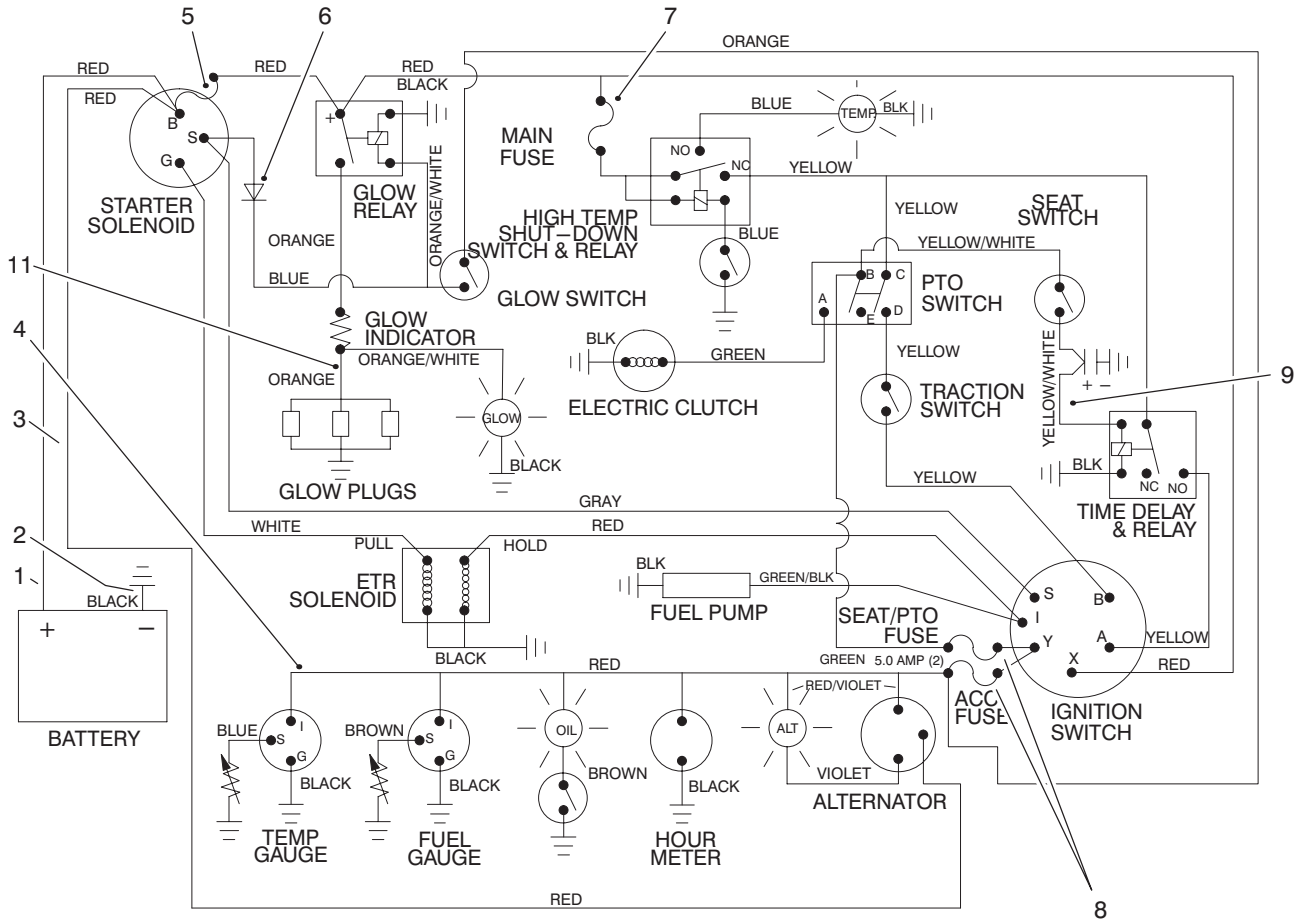 5
6
7
ORANGE
RED
RED
RED
RED
BLACK
B
S
G
+
STARTER
SOLENOID
GLOW
RELAY
MAIN
FUSE
BLUE
TEMP
BLK
NO
NC
YELLOW
HIGH TEMP
SHUT–DOWN
SWITCH & RELAY
BLUE
ORANGE
ORANGE/WHITE
BLUE
GLOW SWITCH
YELLOW
SEAT
SWITCH
YELLOW/WHITE
B
C
A
E
D
PTO
SWITCH
11
4
GLOW
INDICATOR
ORANGE/WHITE
ORANGE
BLK
GREEN
ELECTRIC CLUTCH
YELLOW
TRACTION
SWITCH
YELLOW/WHITE
YELLOW/WHITE
+ –
9
3
GLOW
BLACK
GLOW PLUGS
BLK
NC
NO
TIME DELAY
& RELAY
YELLOW
GRAY
WHITE
RED
PULL
HOLD
ETR
SOLENOID
BLACK
2
1
BLACK
+
–
BATTERY
BLK
GREEN/BLK
FUEL PUMP
SEAT/PTO
FUSE
GREEN
5.0 AMP (2)
S
I
Y
X
B
A
YELLOW
RED
ACC
FUSE
IGNITION
SWITCH
RED
RED/VIOLET
BLUE
I
S
G
BLACK
TEMP
GAUGE
BROWN
I
S
G
BLACK
FUEL
GAUGE
OIL
BROWN
BLACK
HOUR
METER
ALT
VIOLET
ALTERNATOR
RED
8